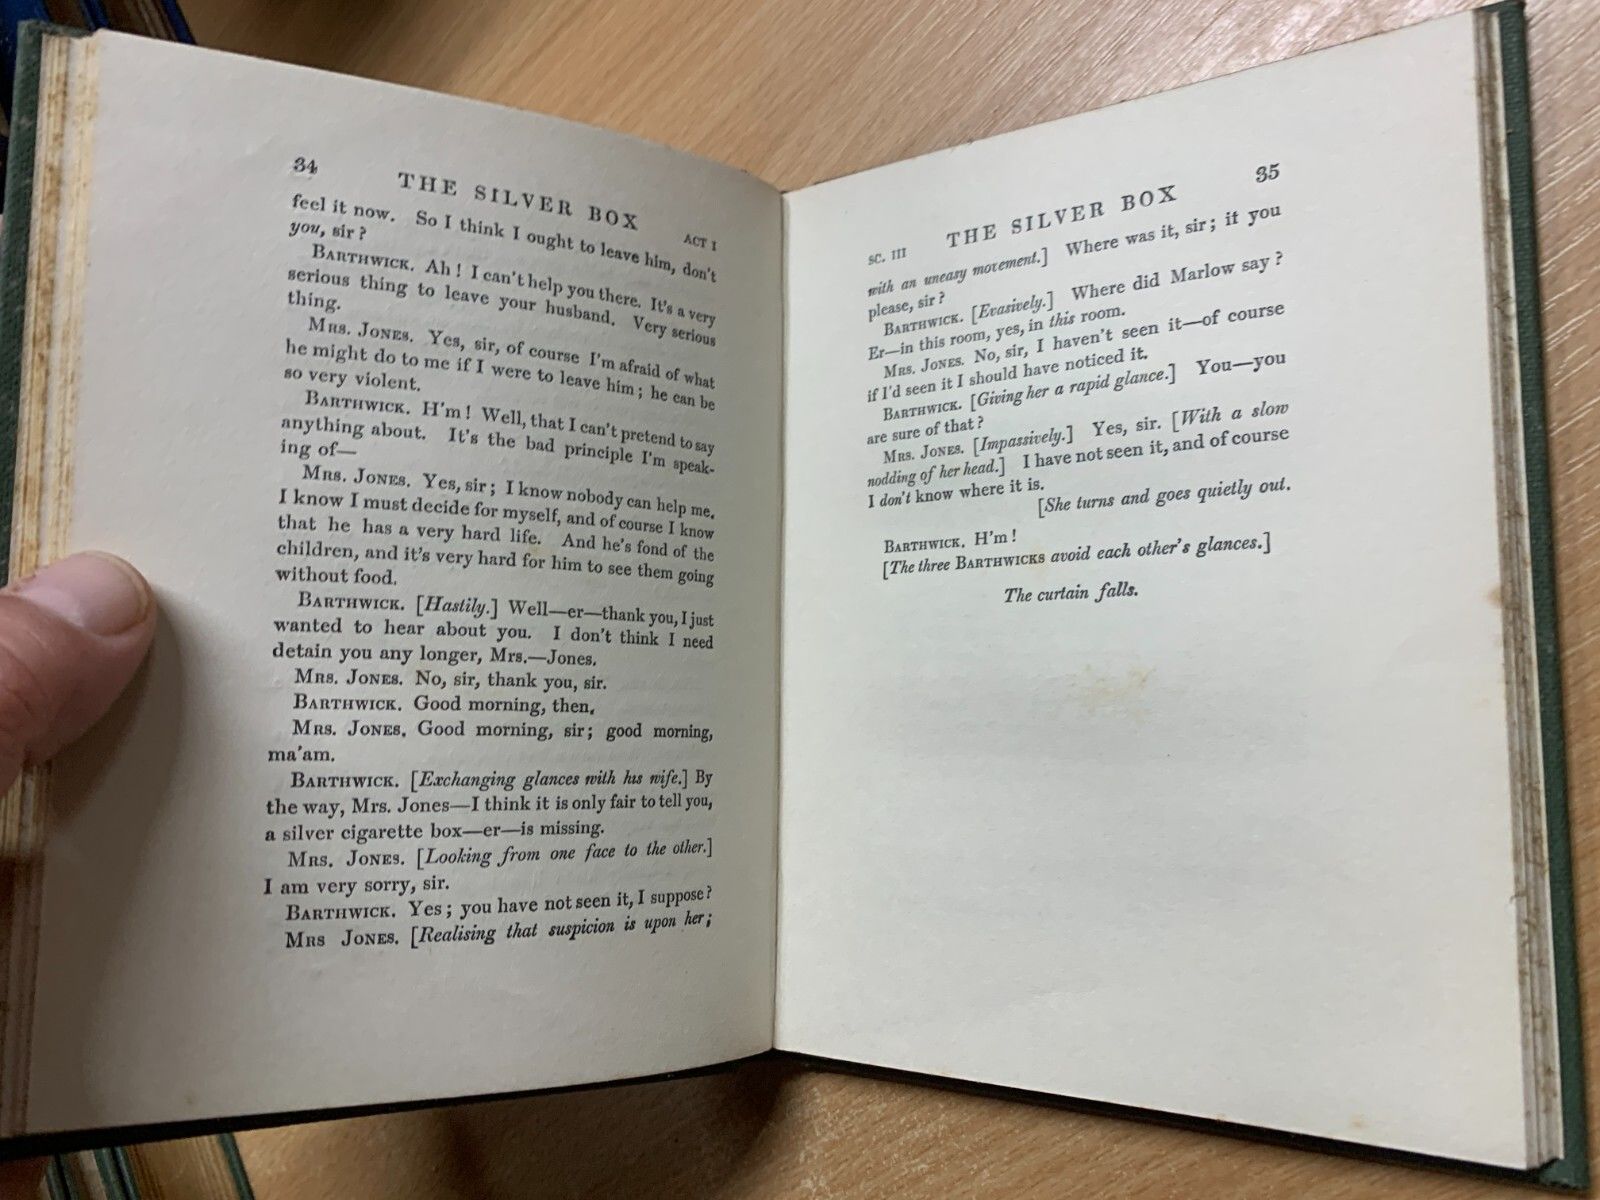 34
THE SILVER BOX
ACT I
feel it now. So I think I ought to leave him, don't
you, sir?
BARTHWICK. Ah! I can't help you there. It's a very
serious thing to leave your husband. Very serious
thing.
MRS. JONES. Yes, sir, of course I'm afraid of what
he might do to me if I were to leave him; he can be
so very violent.
BARTHWICK. H'm! Well, that I can't pretend to say
anything about. It's the bad principle I'm speak-
ing of—
MRS. JONES. Yes, sir; I know nobody can help me.
I know I must decide for myself, and of course I know
that he has a very hard life. And he's fond of the
children, and it's very hard for him to see them going
without food.
BARTHWICK. [Hastily.] Well—er—thank you, I just
wanted to hear about you. I don't think I need
detain you any longer, Mrs.—Jones.
MRS. JONES. No, sir, thank you, sir.
BARTHWICK. Good morning, then.
MRS. JONES. Good morning, sir; good morning,
ma'am.
BARTHWICK. [Exchanging glances with his wife.] By
the way, Mrs. Jones—I think it is only fair to tell you,
a silver cigarette box—er—is missing.
MRS. JONES. [Looking from one face to the other.]
I am very sorry, sir.
BARTHWICK. Yes; you have not seen it, I suppose?
MRS JONES. [Realising that suspicion is upon her;
SC. III
THE SILVER BOX
35
with an uneasy movement.] Where was it, sir; if you
please, sir?
BARTHWICK. [Evasively.] Where did Marlow say?
Er—in this room, yes, in this room.
MRS. JONES. No, sir, I haven't seen it—of course
if I'd seen it I should have noticed it.
BARTHWICK. [Giving her a rapid glance.] You—you
are sure of that?
MRS. JONES. [Impassively.] Yes, sir. [With a slow
nodding of her head.] I have not seen it, and of course
I don't know where it is.
[She turns and goes quietly out.
BARTHWICK. H'm!
[The three BARTHWICKS avoid each other's glances.]
The curtain falls.